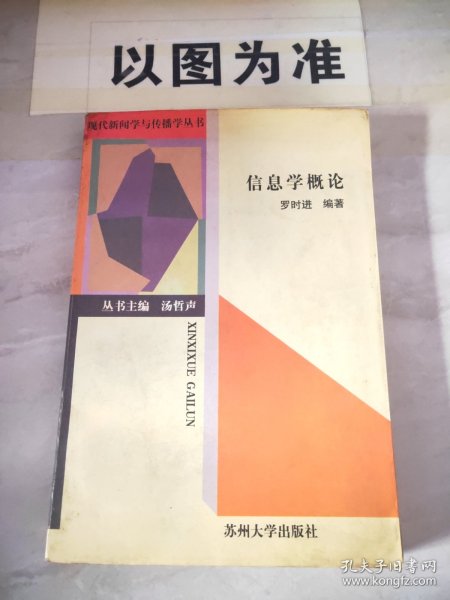 以图为准
现代新闻学与传播学丛书
信息学概论
罗时进 编著
丛书主编 汤哲声
XINXIXUE GAILUN
苏州大学出版社
孔夫子旧书网
www.kongfz.com